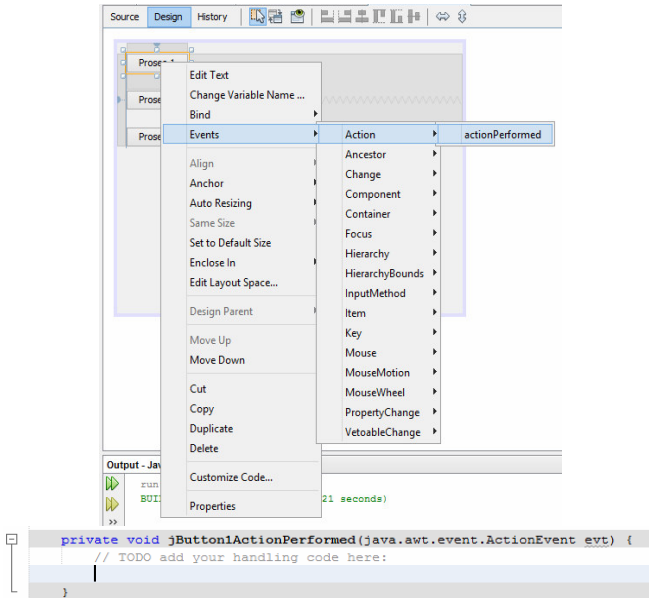 Source Design History
Prose
Edit Text
Change Variable Name ...
Prose
Bind
Prose
Events Action actionPerformed
Ancestor
Align Change
Anchor Component
Auto Resizing Container
Same Size Focus
Set to Default Size Hierarchy
Enclose In HierarchyBounds
Edit Layout Space... InputMethod
Design Parent Item
Key
Move Up Mouse
Move Down MouseMotion
Cut MouseWheel
Copy PropertyChange
Duplicate VetoableChange
Delete
Output - Jav
Customize Code...
run
BUI 21 seconds)
Properties
private void jButton1ActionPerformed(java.awt.event.ActionEvent evt) {
// TODO add your handling code here:
}